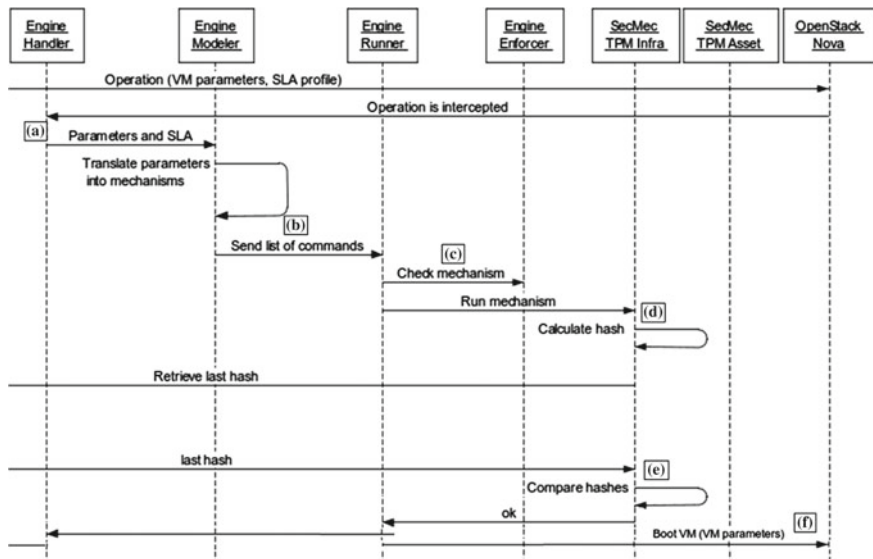 Engine
Handler
Engine
Modeler
Engine
Runner
Engine
Enforcer
SecMec
TPM Infra
SedMec
TPM Asset
OpenStack
Nova
Operation (VM parameters, SLA profile)
Operation is intercepted
(a)
Parameters and SLA
Translate parameters
into mechanisms
(b)
Send list of commands
(c)
Check mechanism
Run mechanism
(d)
Calculate hash
Retrieve last hash
last hash
(e)
Compare hashes
ok
(f)
Boot VM (VM parameters)